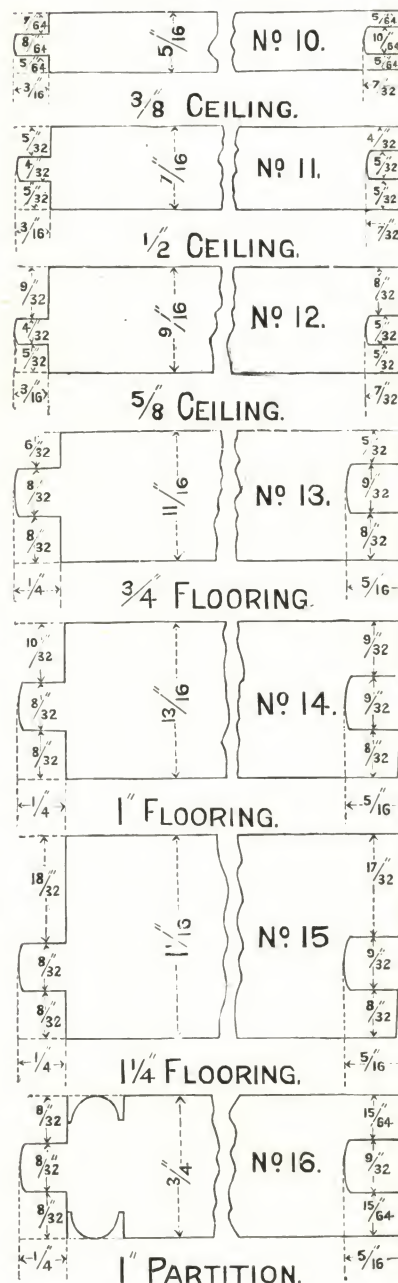 7/64" 5/64"
8/64" 5/16" Nº 10. 10/64"
5/64" 5/64"
3/16" 7/32"
3/8" CEILING.
5/32" 4/32"
4/32" 7/16" Nº 11. 5/32"
5/32" 5/32"
3/16" 7/32"
1/2" CEILING.
9/32" 8/32"
4/32" 9/16" Nº 12. 5/32"
5/32" 5/32"
3/16" 7/32"
5/8" CEILING.
6/32" 5/32"
8/32" 11/16" Nº 13. 9/32"
8/32" 8/32"
1/4" 5/16"
3/4" FLOORING.
10/32" 9/32"
8/32" 13/16" Nº 14. 9/32"
8/32" 8/32"
1/4" 5/16"
1" FLOORING.
18/32" 17/32"
8/32" 1 1/16" Nº 15 9/32"
8/32" 8/32"
1/4" 5/16"
1 1/4" FLOORING.
8/32" 15/64"
8/32" 3/4" Nº 16. 9/32"
8/32" 15/64"
1/4" 5/16"
1" PARTITION.